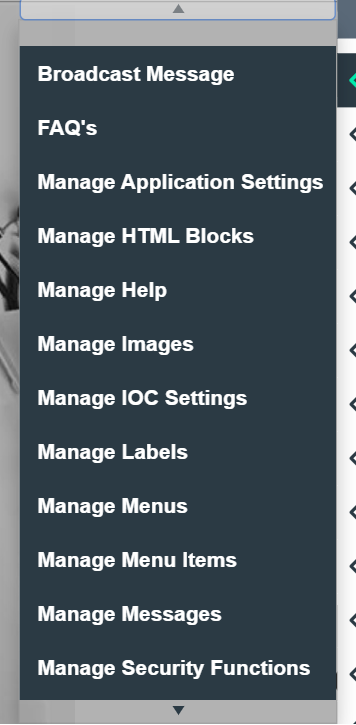 Broadcast Message
FAQ's
Manage Application Settings
Manage HTML Blocks
Manage Help
Manage Images
Manage IOC Settings
Manage Labels
Manage Menus
Manage Menu Items
Manage Messages
Manage Security Functions